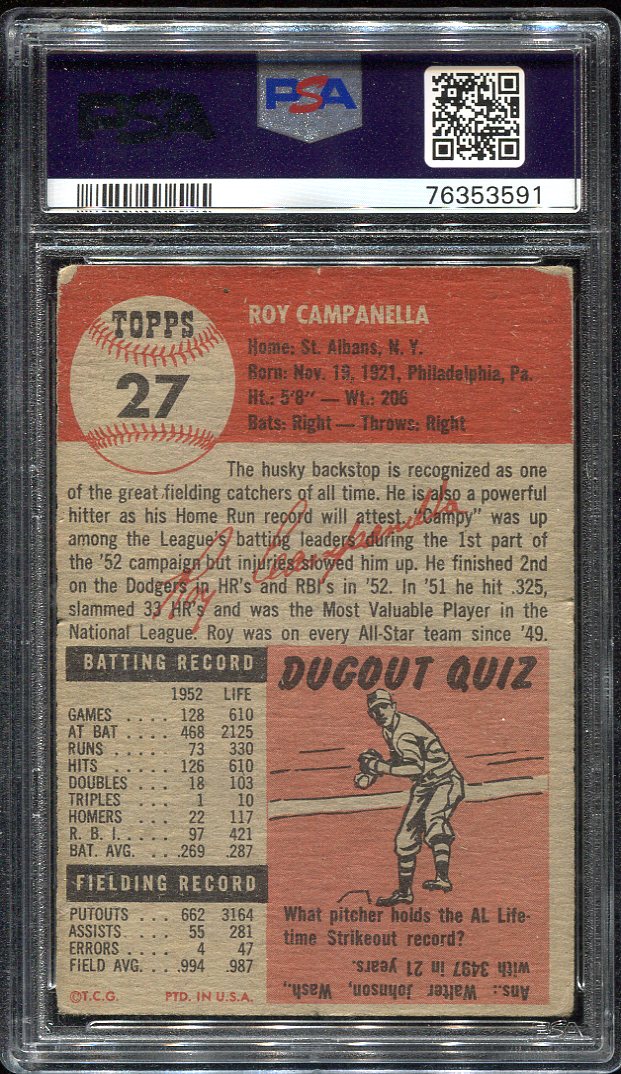 PSA
PSA
76353591
TOPPS
27
ROY CAMPANELLA
Home: St. Albans, N. Y.
Born: Nov. 19, 1921, Philadelphia, Pa.
Ht.: 5'8" — Wt.: 206
Bats: Right — Throws: Right
The husky backstop is recognized as one
of the great fielding catchers of all time. He is also a powerful
hitter as his Home Run record will attest. "Campy" was up
among the League's batting leaders during the 1st part of
the '52 campaign but injuries slowed him up. He finished 2nd
on the Dodgers in HR's and RBI's in '52. In '51 he hit .325,
slammed 33 HR's and was the Most Valuable Player in the
National League. Roy was on every All-Star team since '49.
Roy Campanella
BATTING RECORD
1952 LIFE
GAMES .... 128 610
AT BAT .... 468 2125
RUNS .... 73 330
HITS .... 126 610
DOUBLES .... 18 103
TRIPLES .... 1 10
HOMERS .... 22 117
R. B. I. .... 97 421
BAT. AVG. ... .269 .287
FIELDING RECORD
PUTOUTS ... 662 3164
ASSISTS .... 55 281
ERRORS .... 4 47
FIELD AVG. .. .994 .987
©T.C.G. PTD. IN U.S.A.
DUGOUT QUIZ
What pitcher holds the AL Life-
time Strikeout record?
Ans.: Walter Johnson, Wash.,
with 3497 in 21 years.
PSA